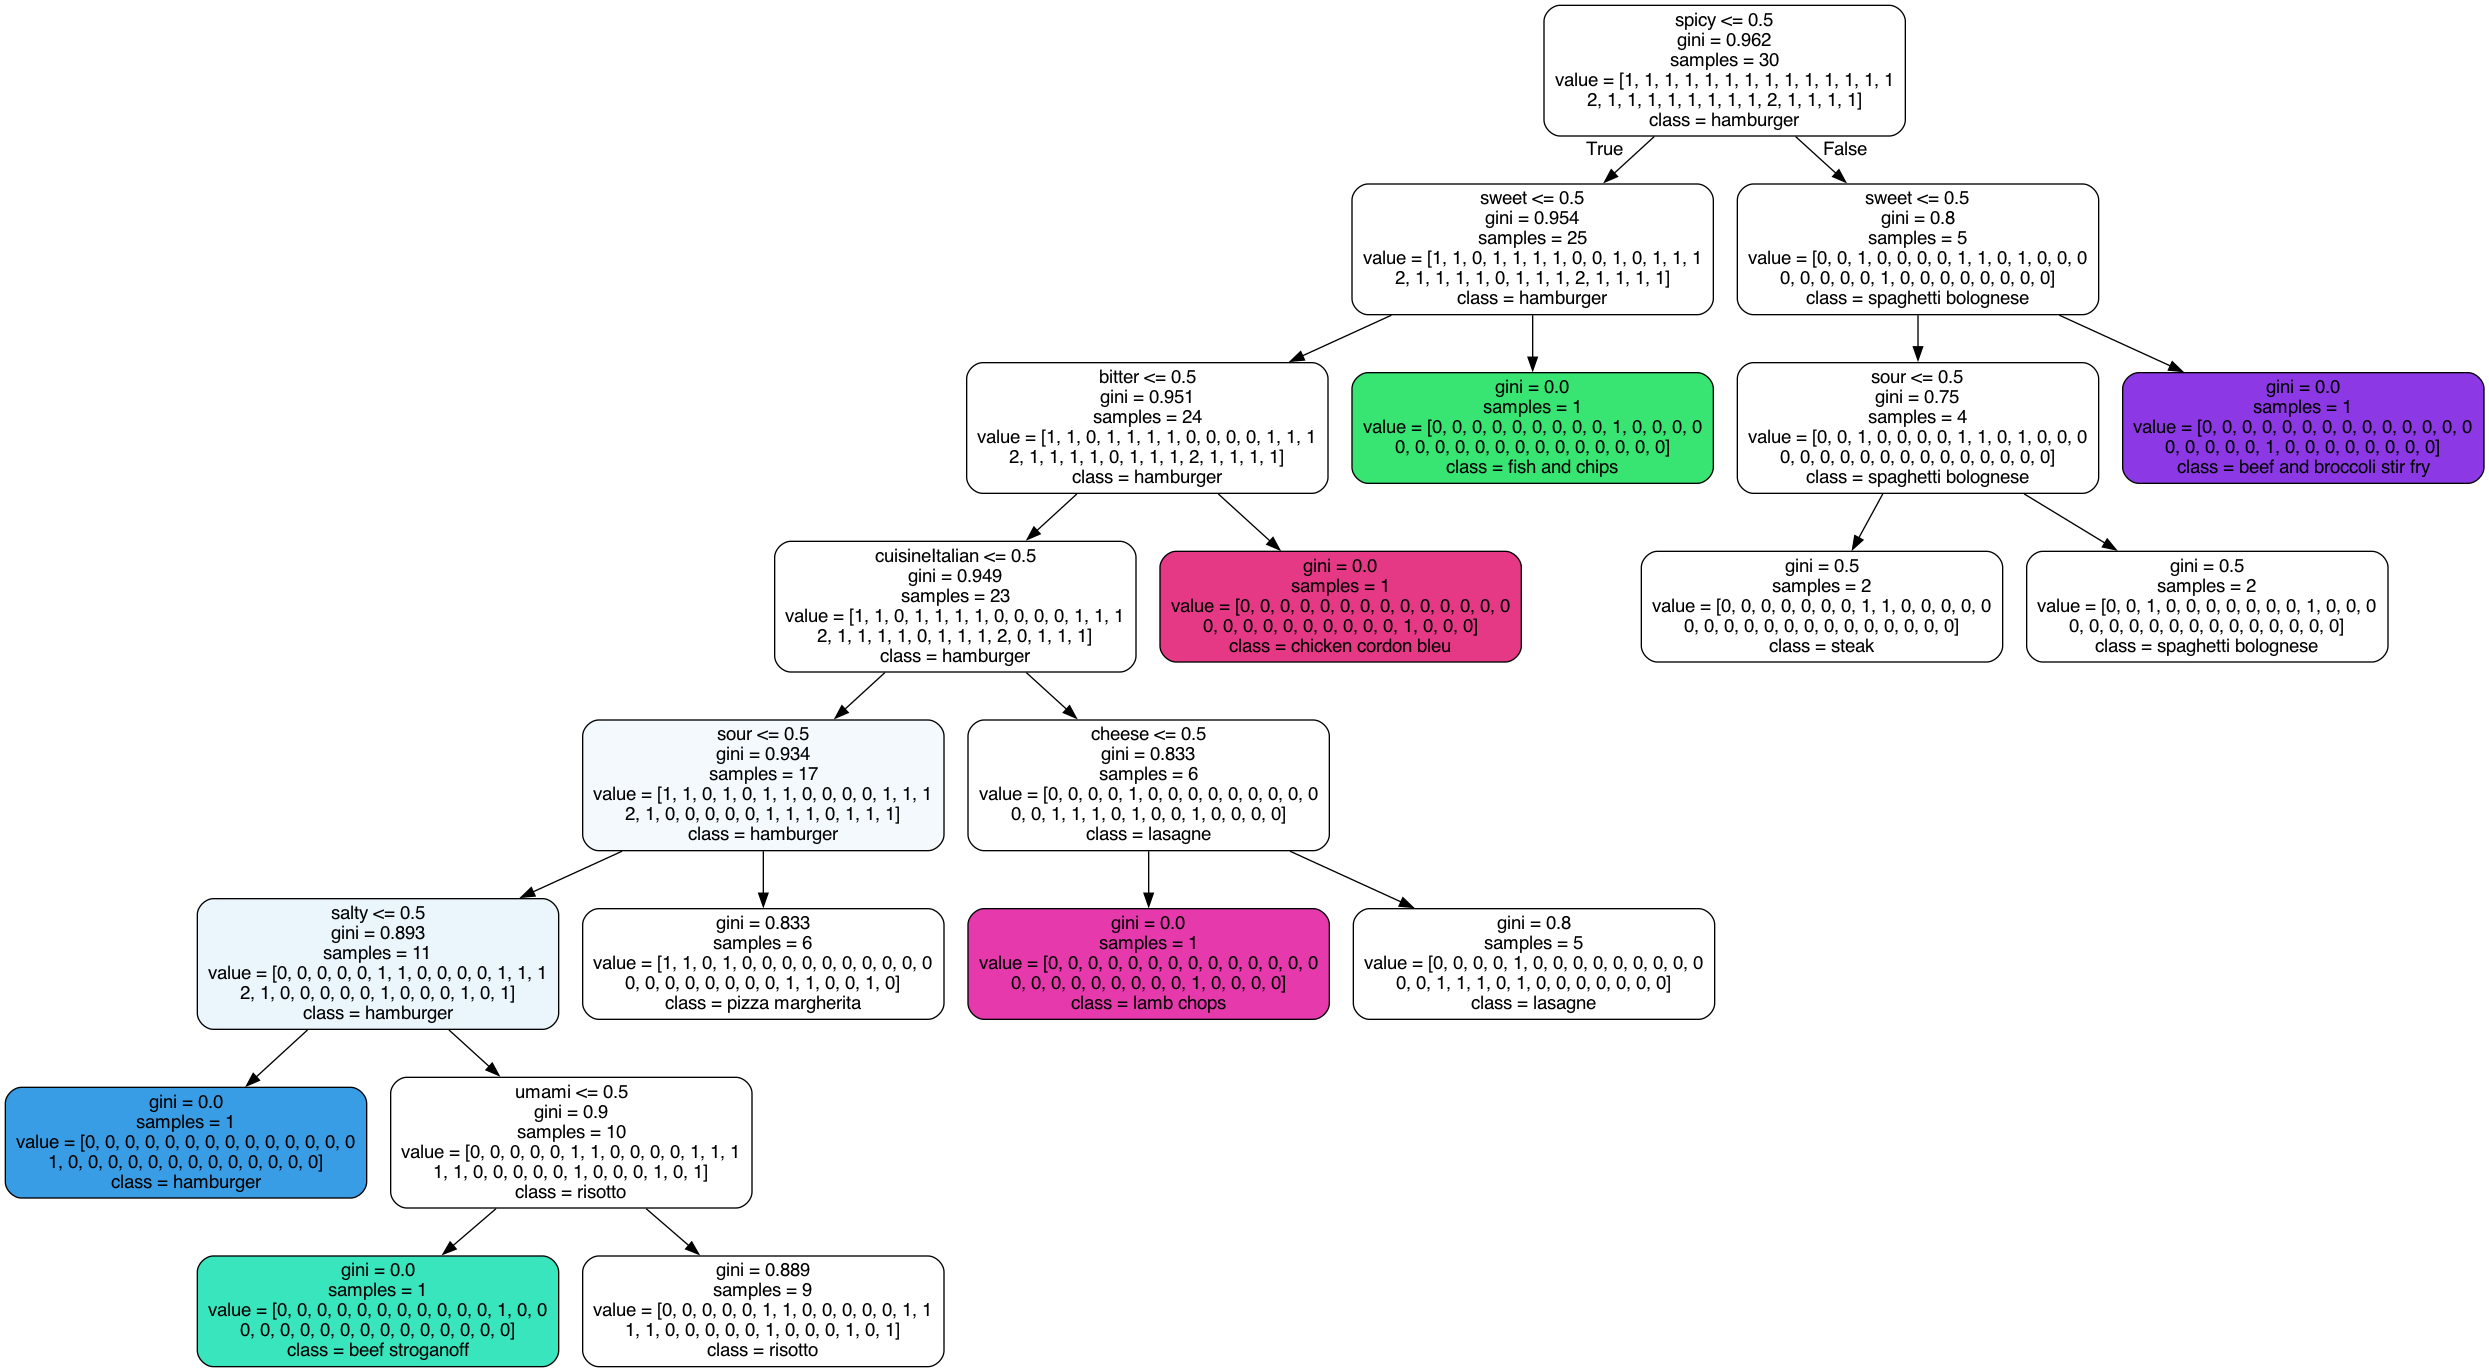 spicy <= 0.5
gini = 0.962
samples = 30
value = [1, 1, 1, 1, 1, 1, 1, 1, 1, 1, 1, 1, 1, 1
2, 1, 1, 1, 1, 1, 1, 1, 1, 2, 1, 1, 1, 1]
class = hamburger
True
False
sweet <= 0.5
gini = 0.954
samples = 25
value = [1, 1, 0, 1, 1, 1, 1, 0, 0, 1, 0, 1, 1, 1
2, 1, 1, 1, 1, 0, 1, 1, 1, 2, 1, 1, 1, 1]
class = hamburger
sweet <= 0.5
gini = 0.8
samples = 5
value = [0, 0, 1, 0, 0, 0, 0, 1, 1, 0, 1, 0, 0, 0
0, 0, 0, 0, 0, 1, 0, 0, 0, 0, 0, 0, 0, 0]
class = spaghetti bolognese
bitter <= 0.5
gini = 0.951
samples = 24
value = [1, 1, 0, 1, 1, 1, 1, 0, 0, 0, 0, 1, 1, 1
2, 1, 1, 1, 1, 0, 1, 1, 1, 2, 1, 1, 1, 1]
class = hamburger
gini = 0.0
samples = 1
value = [0, 0, 0, 0, 0, 0, 0, 0, 0, 1, 0, 0, 0, 0
0, 0, 0, 0, 0, 0, 0, 0, 0, 0, 0, 0, 0, 0]
class = fish and chips
sour <= 0.5
gini = 0.75
samples = 4
value = [0, 0, 1, 0, 0, 0, 0, 1, 1, 0, 1, 0, 0, 0
0, 0, 0, 0, 0, 0, 0, 0, 0, 0, 0, 0, 0, 0]
class = spaghetti bolognese
gini = 0.0
samples = 1
value = [0, 0, 0, 0, 0, 0, 0, 0, 0, 0, 0, 0, 0, 0
0, 0, 0, 0, 0, 1, 0, 0, 0, 0, 0, 0, 0, 0]
class = beef and broccoli stir fry
cuisineItalian <= 0.5
gini = 0.949
samples = 23
value = [1, 1, 0, 1, 1, 1, 1, 0, 0, 0, 0, 1, 1, 1
2, 1, 1, 1, 1, 0, 1, 1, 1, 2, 0, 1, 1, 1]
class = hamburger
gini = 0.0
samples = 1
value = [0, 0, 0, 0, 0, 0, 0, 0, 0, 0, 0, 0, 0, 0
0, 0, 0, 0, 0, 0, 0, 0, 0, 0, 1, 0, 0, 0]
class = chicken cordon bleu
gini = 0.5
samples = 2
value = [0, 0, 0, 0, 0, 0, 0, 1, 1, 0, 0, 0, 0, 0
0, 0, 0, 0, 0, 0, 0, 0, 0, 0, 0, 0, 0, 0]
class = steak
gini = 0.5
samples = 2
value = [0, 0, 1, 0, 0, 0, 0, 0, 0, 0, 1, 0, 0, 0
0, 0, 0, 0, 0, 0, 0, 0, 0, 0, 0, 0, 0, 0]
class = spaghetti bolognese
sour <= 0.5
gini = 0.934
samples = 17
value = [1, 1, 0, 1, 0, 1, 1, 0, 0, 0, 0, 1, 1, 1
2, 1, 0, 0, 0, 0, 0, 1, 1, 1, 0, 1, 1, 1]
class = hamburger
cheese <= 0.5
gini = 0.833
samples = 6
value = [0, 0, 0, 0, 1, 0, 0, 0, 0, 0, 0, 0, 0, 0
0, 0, 1, 1, 1, 0, 1, 0, 0, 1, 0, 0, 0, 0]
class = lasagne
salty <= 0.5
gini = 0.893
samples = 11
value = [0, 0, 0, 0, 0, 1, 1, 0, 0, 0, 0, 1, 1, 1
2, 1, 0, 0, 0, 0, 0, 1, 0, 0, 0, 1, 0, 1]
class = hamburger
gini = 0.833
samples = 6
value = [1, 1, 0, 1, 0, 0, 0, 0, 0, 0, 0, 0, 0, 0
0, 0, 0, 0, 0, 0, 0, 0, 1, 1, 0, 0, 1, 0]
class = pizza margherita
gini = 0.0
samples = 1
value = [0, 0, 0, 0, 0, 0, 0, 0, 0, 0, 0, 0, 0, 0
0, 0, 0, 0, 0, 0, 0, 0, 0, 1, 0, 0, 0, 0]
class = lamb chops
gini = 0.8
samples = 5
value = [0, 0, 0, 0, 1, 0, 0, 0, 0, 0, 0, 0, 0, 0
0, 0, 1, 1, 1, 0, 1, 0, 0, 0, 0, 0, 0, 0]
class = lasagne
gini = 0.0
samples = 1
value = [0, 0, 0, 0, 0, 0, 0, 0, 0, 0, 0, 0, 0, 0
1, 0, 0, 0, 0, 0, 0, 0, 0, 0, 0, 0, 0, 0]
class = hamburger
umami <= 0.5
gini = 0.9
samples = 10
value = [0, 0, 0, 0, 0, 1, 1, 0, 0, 0, 0, 1, 1, 1
1, 1, 0, 0, 0, 0, 0, 1, 0, 0, 0, 1, 0, 1]
class = risotto
gini = 0.0
samples = 1
value = [0, 0, 0, 0, 0, 0, 0, 0, 0, 0, 0, 1, 0, 0
0, 0, 0, 0, 0, 0, 0, 0, 0, 0, 0, 0, 0, 0]
class = beef stroganoff
gini = 0.889
samples = 9
value = [0, 0, 0, 0, 0, 1, 1, 0, 0, 0, 0, 0, 1, 1
1, 1, 0, 0, 0, 0, 0, 1, 0, 0, 0, 1, 0, 1]
class = risotto